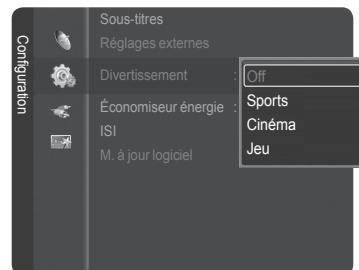 Configuration
Sous-titres
Réglages externes
Divertissement :
Off
Sports
Économiseur énergie :
Cinéma
ISI
Jeu
M. à jour logiciel